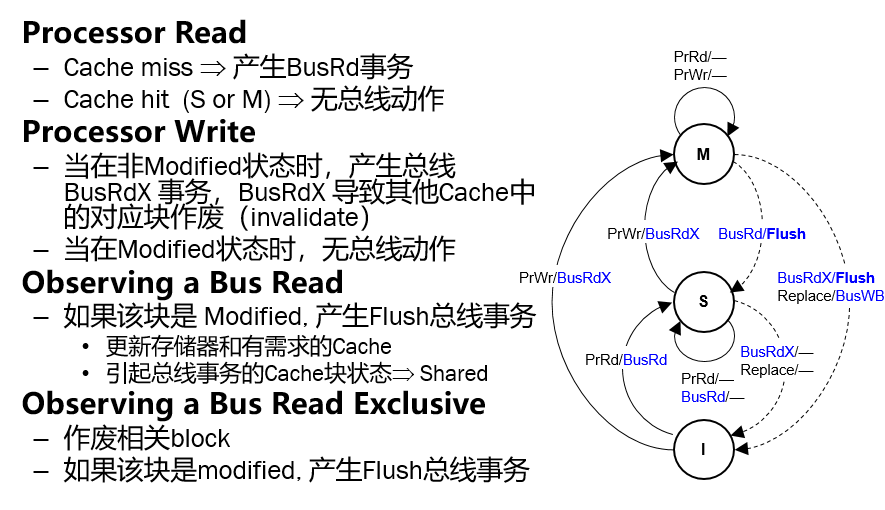 Processor Read
– Cache miss ⇒ 产生BusRd事务
– Cache hit (S or M) ⇒ 无总线动作
Processor Write
– 当在非Modified状态时，产生总线
BusRdX 事务，BusRdX 导致其他Cache中
的对应块作废（invalidate）
– 当在Modified状态时，无总线动作
Observing a Bus Read
– 如果该块是 Modified, 产生Flush总线事务
• 更新存储器和有需求的Cache
• 引起总线事务的Cache块状态⇒ Shared
Observing a Bus Read Exclusive
– 作废相关block
– 如果该块是modified, 产生Flush总线事务
PrRd/—
PrWr/—
M
PrWr/BusRdX
BusRd/Flush
PrWr/BusRdX
BusRdX/Flush
Replace/BusWB
S
PrRd/BusRd
PrRd/—
BusRd/—
BusRdX/—
Replace/—
I